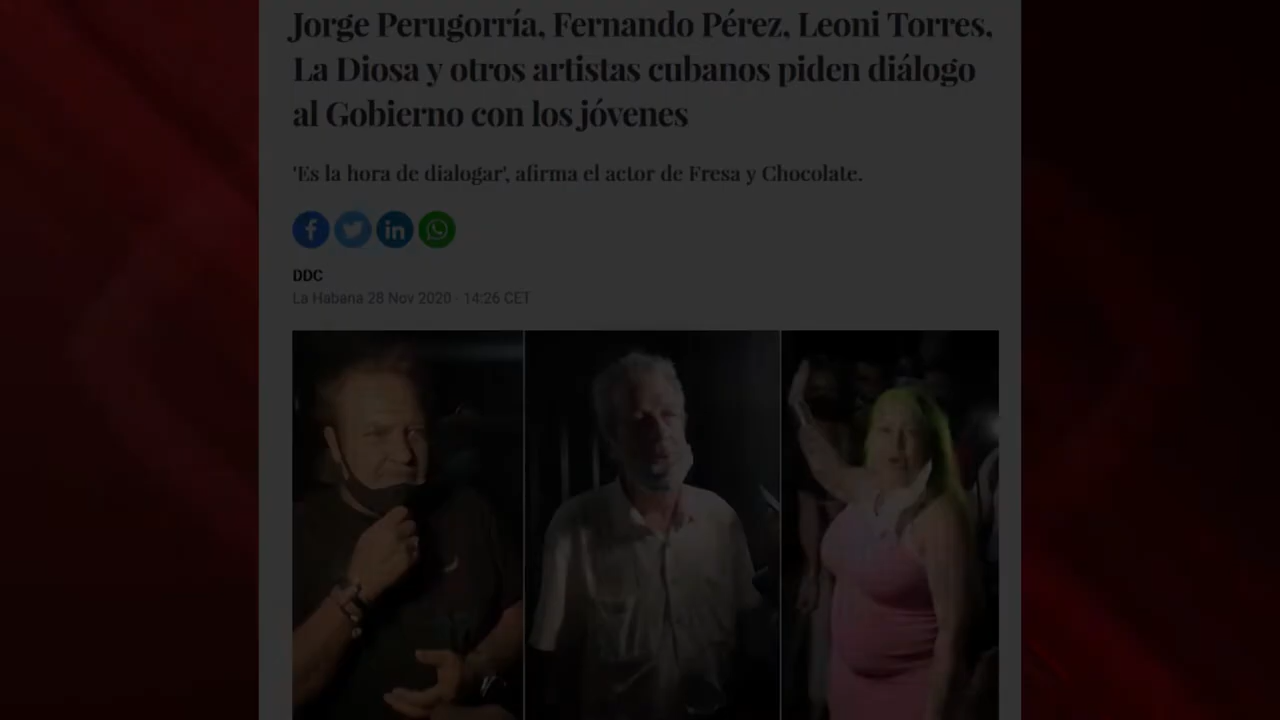 Jorge Perugorría, Fernando Pérez, Leoni Torres,
La Diosa y otros artistas cubanos piden diálogo
al Gobierno con los jóvenes
'Es la hora de dialogar', afirma el actor de Fresa y Chocolate.
DDC
La Habana 28 Nov 2020 - 14:26 CET